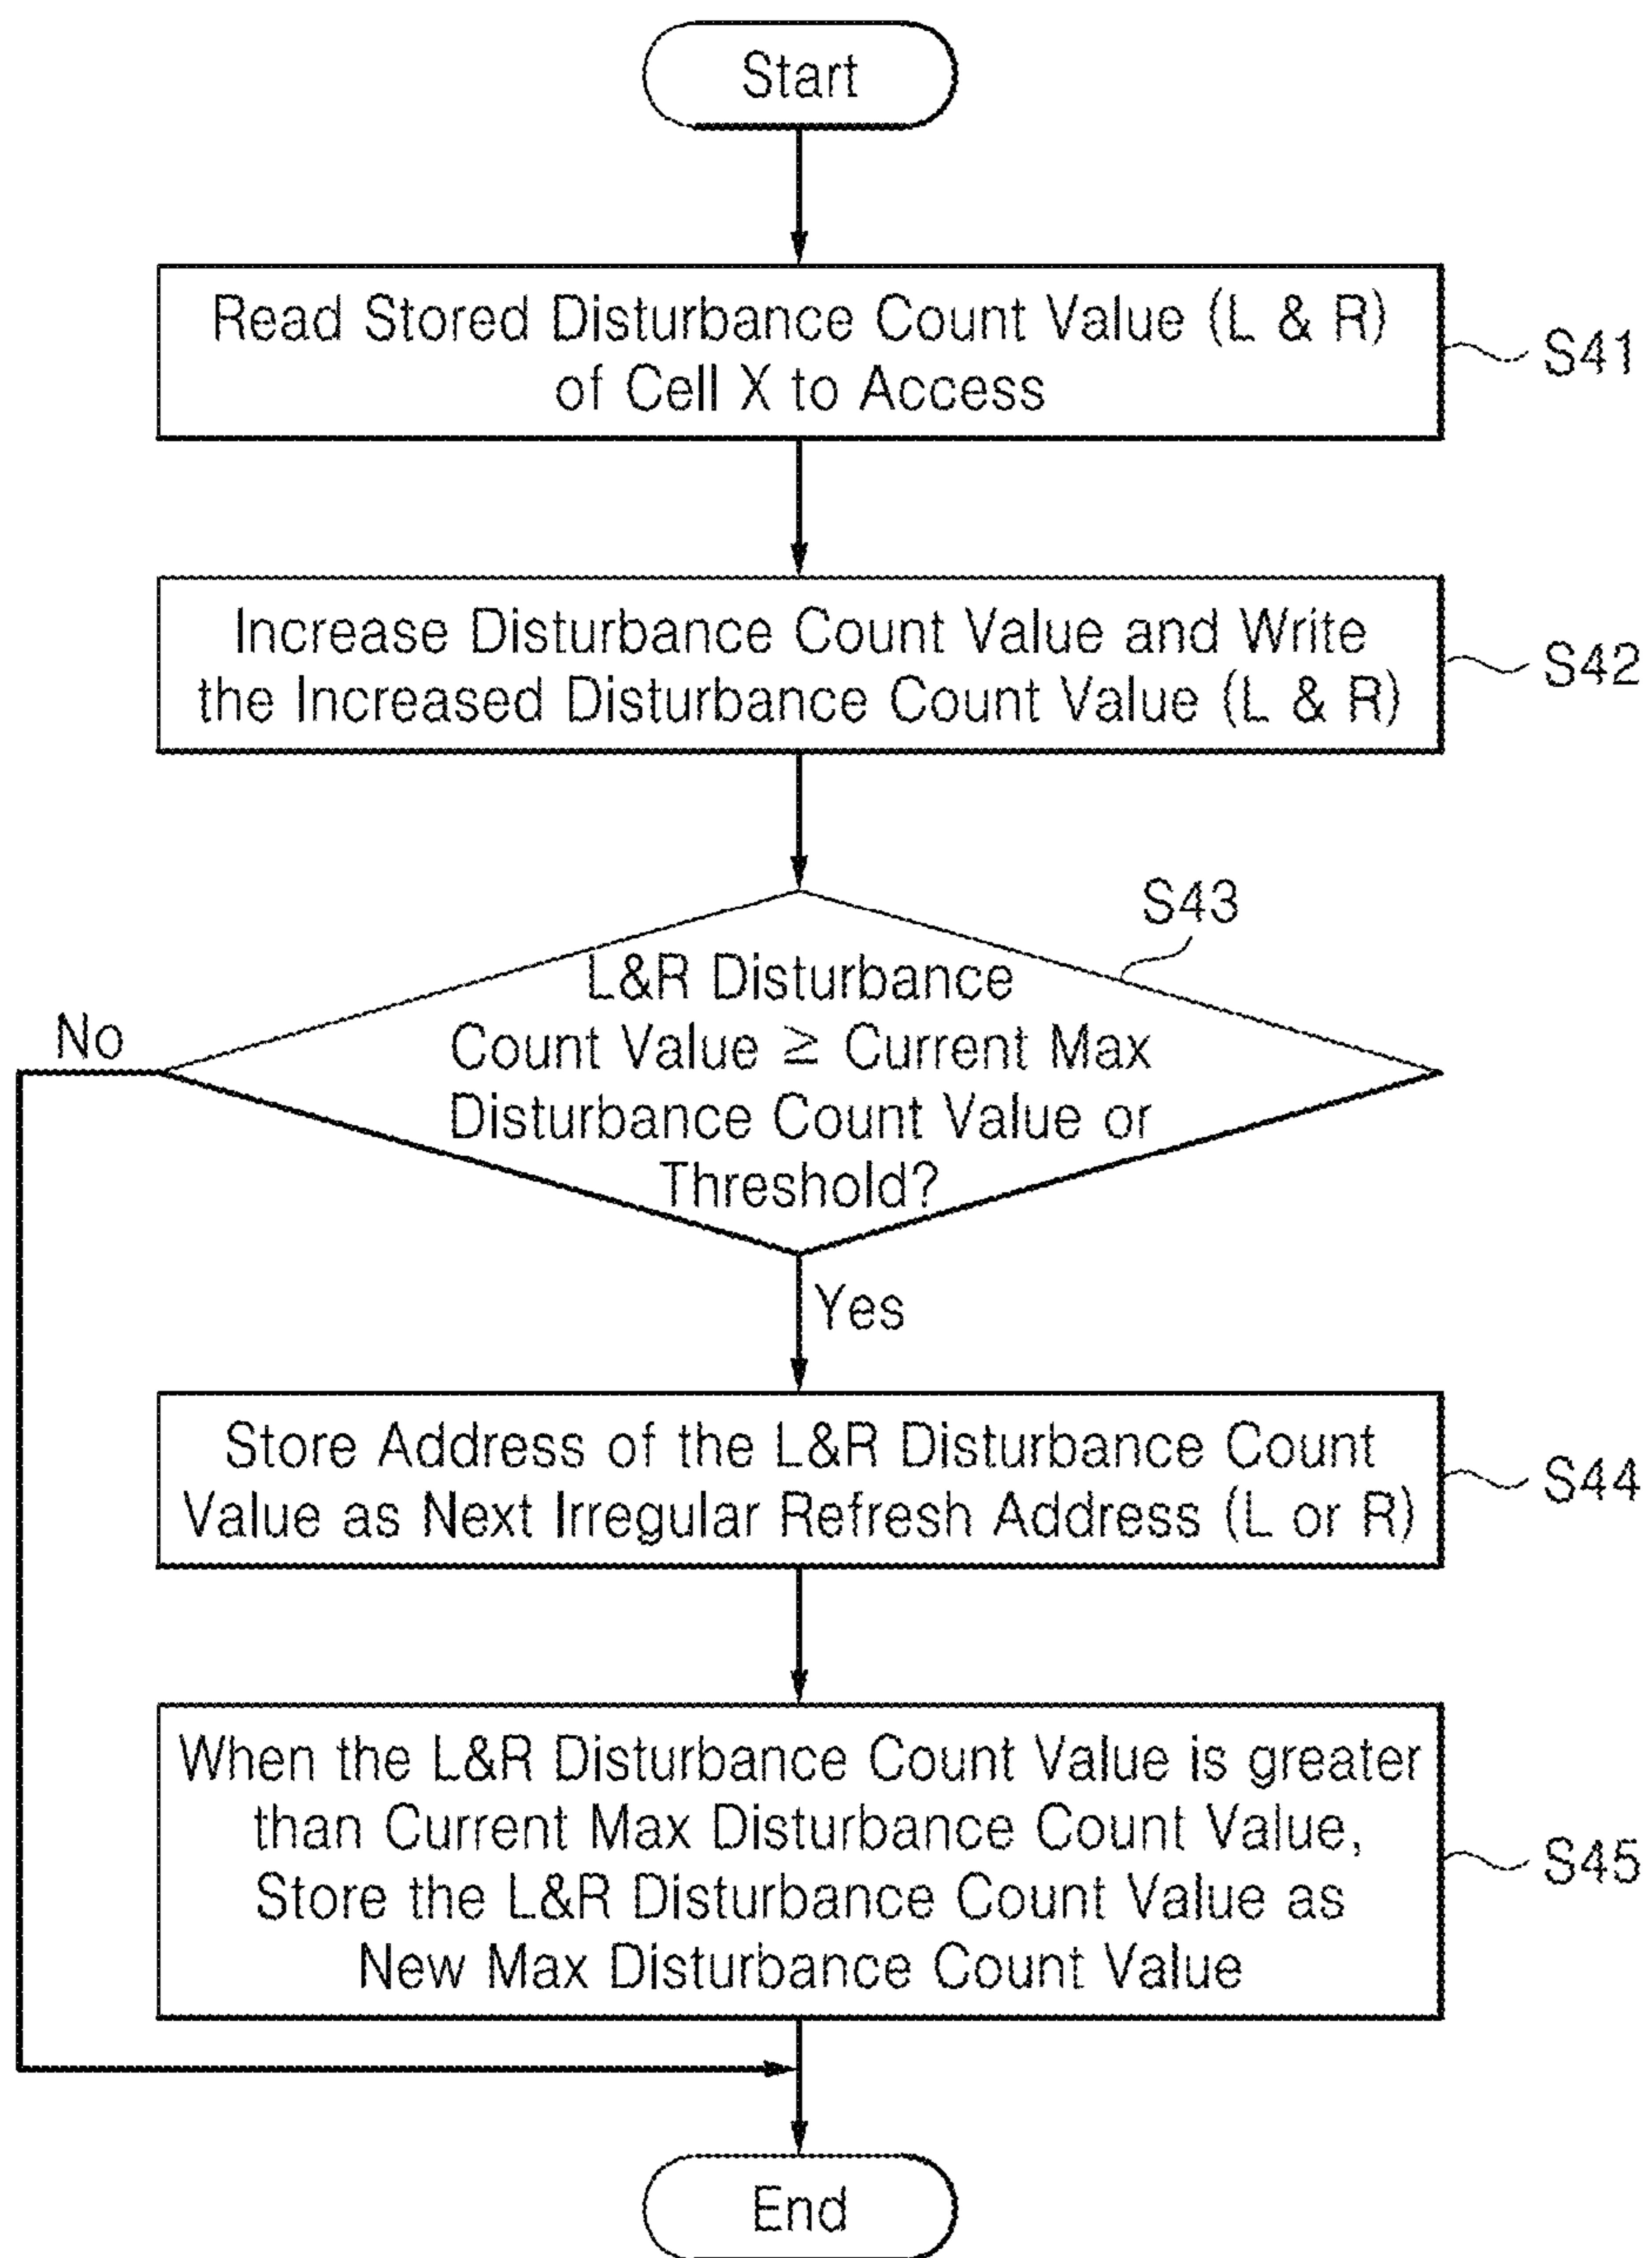 Start
Read Stored Disturbance Count Value (L & R)
of Cell X to Access
S41
Increase Disturbance Count Value and Write
the Increased Disturbance Count Value (L & R)
S42
S43
L&R Disturbance
Count Value ≥ Current Max
Disturbance Count Value or
Threshold?
No
Yes
Store Address of the L&R Disturbance Count
Value as Next Irregular Refresh Address (L or R)
S44
When the L&R Disturbance Count Value is greater
than Current Max Disturbance Count Value,
Store the L&R Disturbance Count Value as
New Max Disturbance Count Value
S45
End